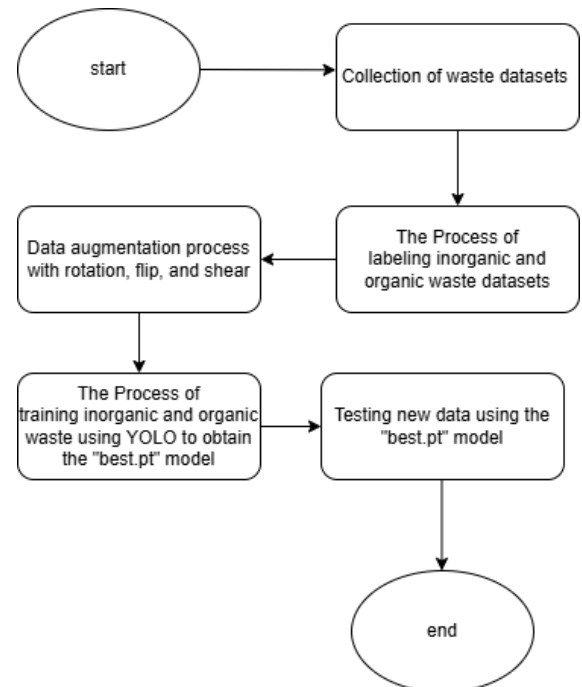 start
Collection of waste datasets
The Process of
labeling inorganic and
organic waste datasets
Data augmentation process
with rotation, flip, and shear
The Process of
training inorganic and organic
waste using YOLO to obtain
the "best.pt" model
Testing new data using the
"best.pt" model
end